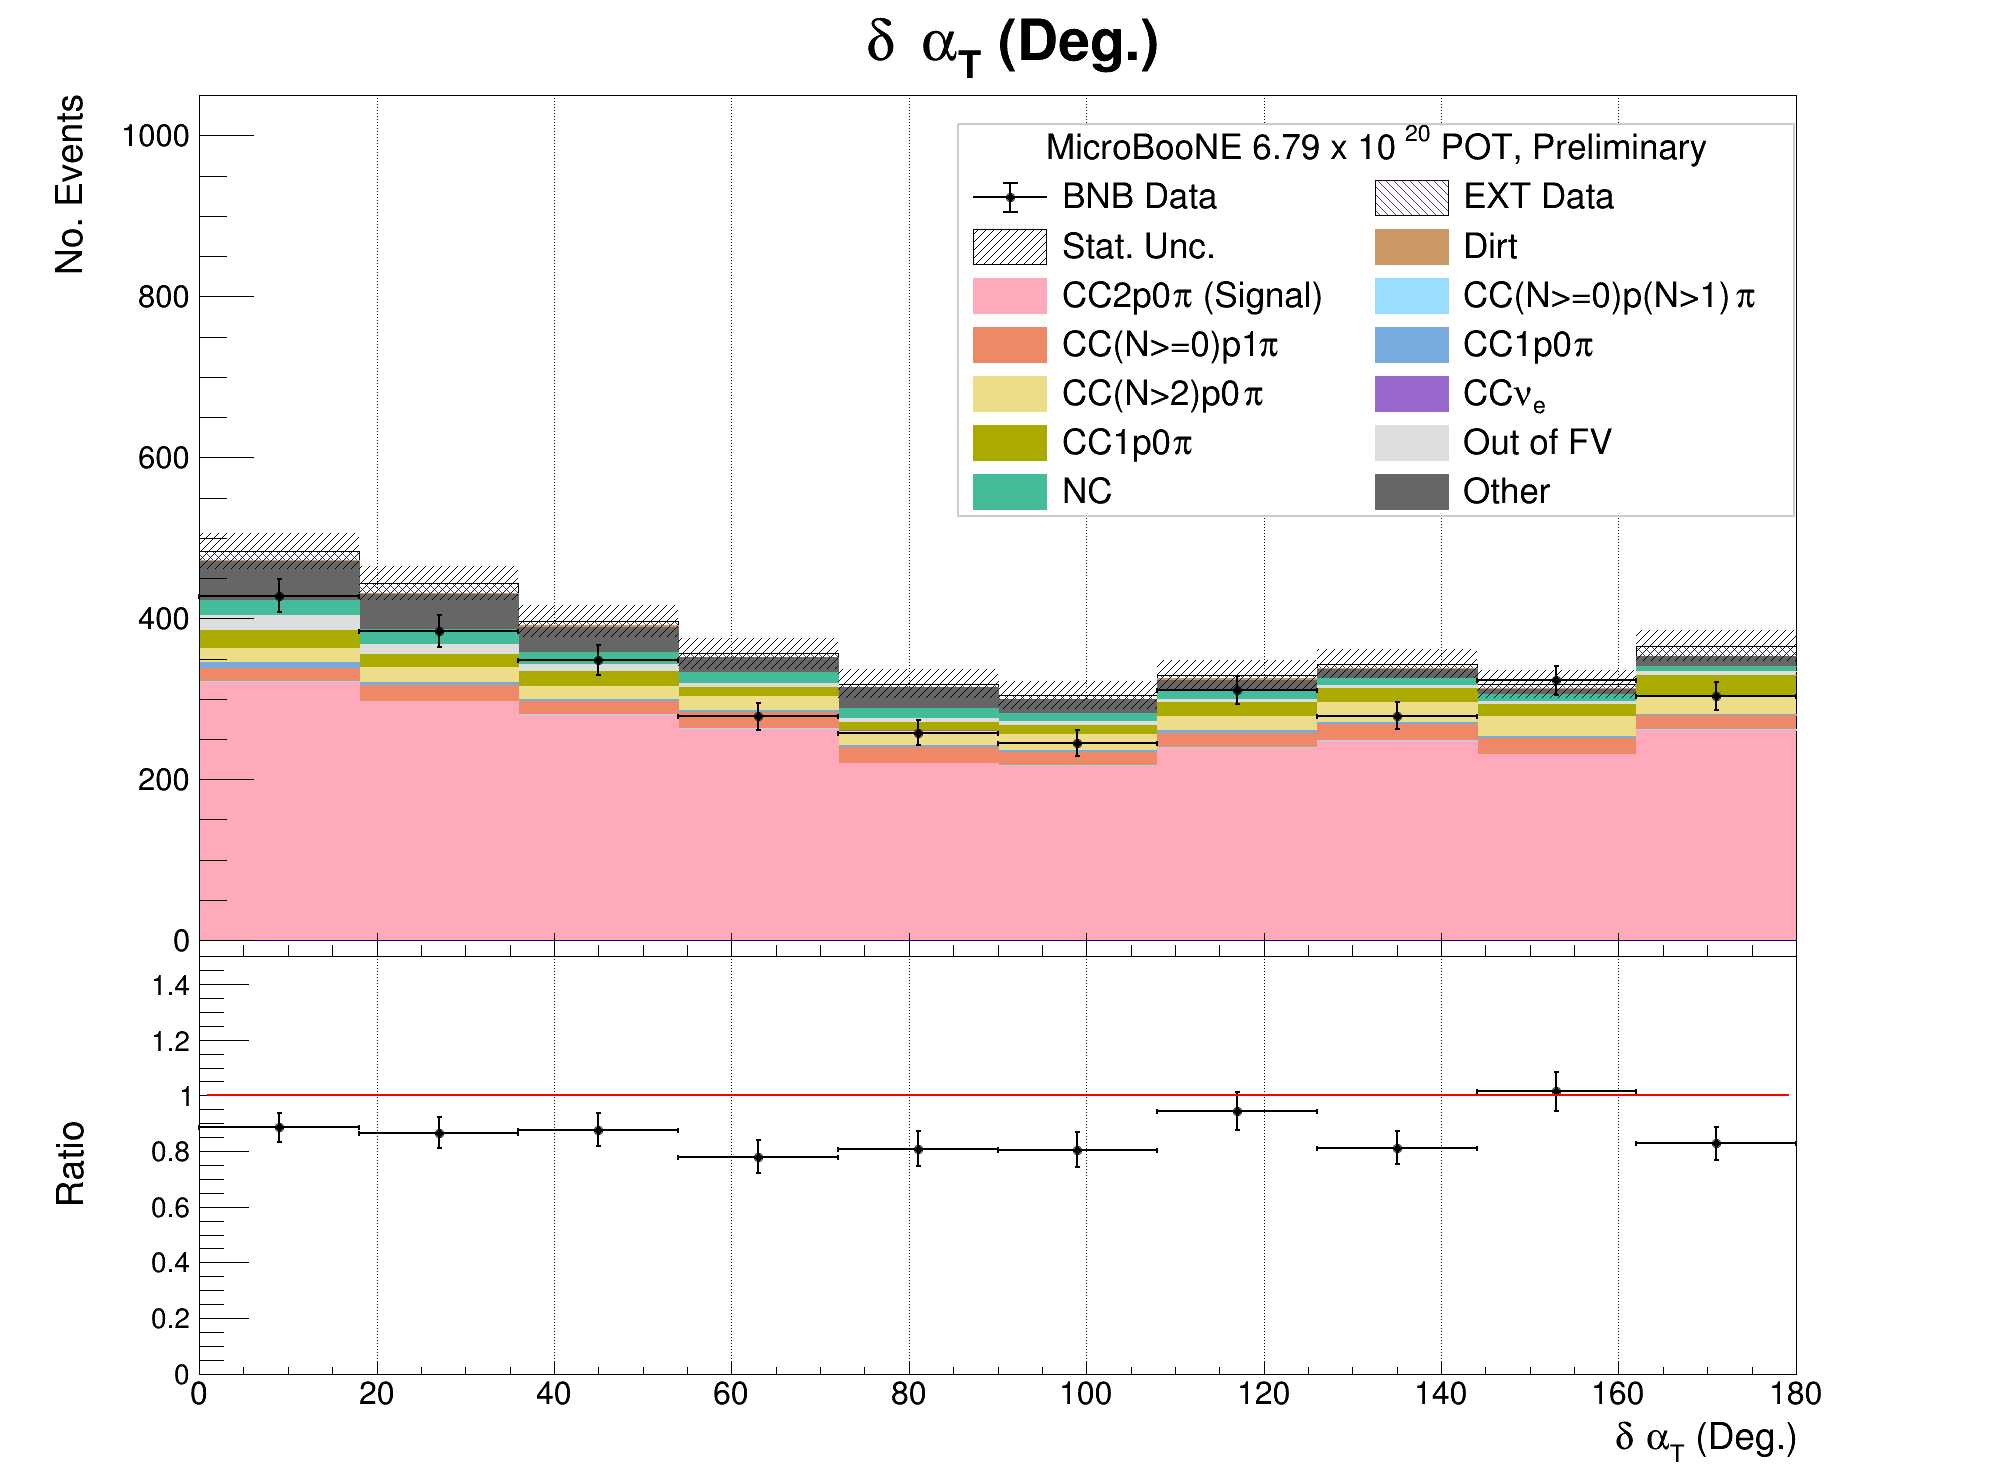 δ α_T (Deg.)
No. Events
1000
800
600
400
200
0
MicroBooNE 6.79 x 10^20 POT, Preliminary
BNB Data
EXT Data
Stat. Unc.
Dirt
CC2p0π (Signal)
CC(N>=0)p(N>1)π
CC(N>=0)p1π
CC1p0π
CC(N>2)p0π
CCν_e
CC1p0π
Out of FV
NC
Other
Ratio
1.4
1.2
1
0.8
0.6
0.4
0.2
0
0 20 40 60 80 100 120 140 160 180
δ α_T (Deg.)